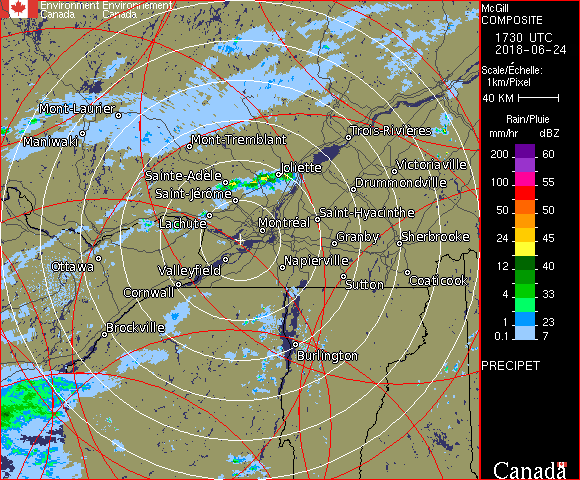 Environment Environnement
Canada Canada
McGill
COMPOSITE
1730 UTC
2018-06-24
Scale/Échelle:
1km/Pixel
40 KM
Rain/Pluie
mm/hr dBZ
200 60
100 55
50 50
24 45
12 40
4 33
1 23
0.1 7
PRECIPET
Canada
Mont-Laurier
Maniwaki
Mont-Tremblant
Trois-Rivières
Sainte-Adèle
Joliette
Victoriaville
Saint-Jérôme
Drummondville
Lachute
Saint-Hyacinthe
Montréal
Granby
Sherbrooke
Ottawa
Valleyfield
Napierville
Cornwall
Sutton
Coaticook
Brockville
Burlington